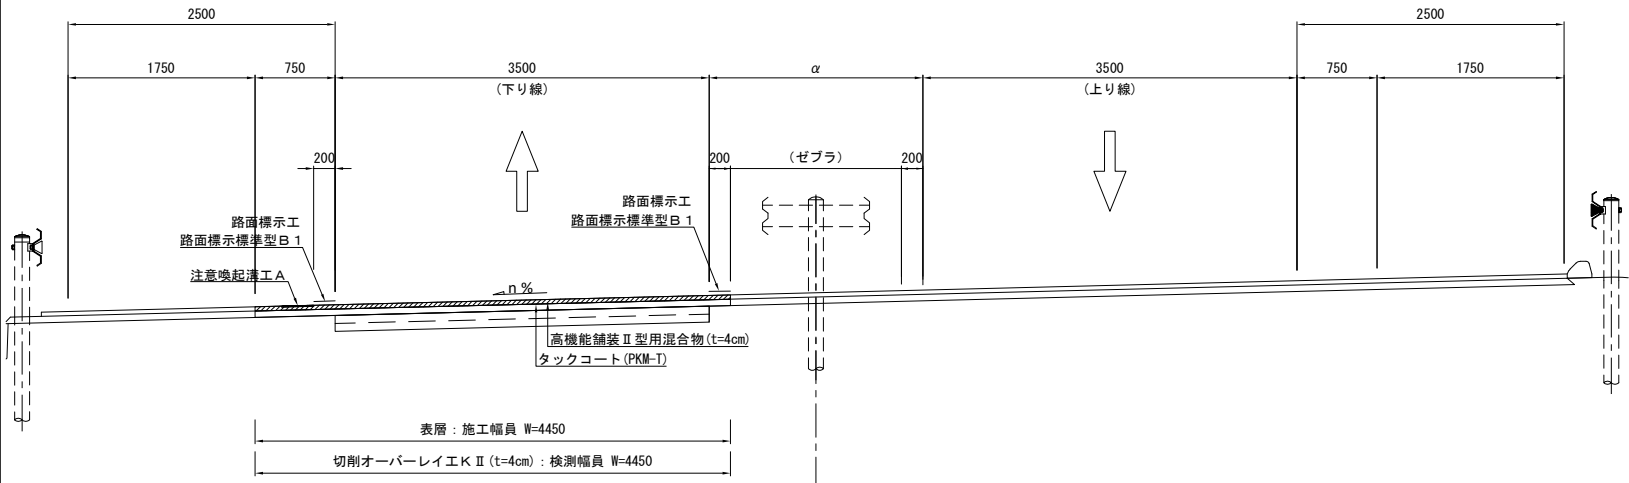 2500
2500
1750
750
3500
α
3500
750
1750
(下り線)
(上り線)
200
200
(ゼブラ)
200
路面標示工
路面標示標準型B1
路面標示工
路面標示標準型B1
注意喚起溝工A
n%
高機能舗装Ⅱ型用混合物(t=4cm)
タックコート(PKM-T)
表層：施工幅員 W=4450
切削オーバーレイ工KⅡ(t=4cm)：検測幅員 W=4450